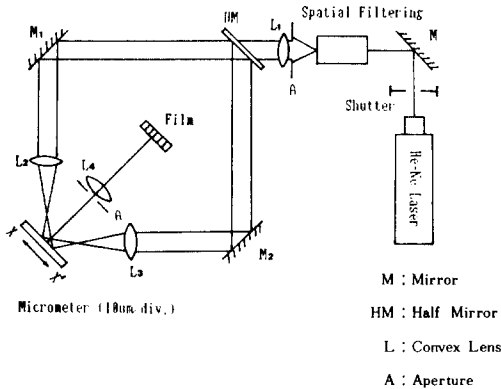 HM
L1
Spatial Filtering
M
M1
A
Shutter
Film
He-Ne Laser
L2
L4
A
X
L3
M2
Micrometer (10um/div.)
M : Mirror
HM : Half Mirror
L : Convex Lens
A : Aperture